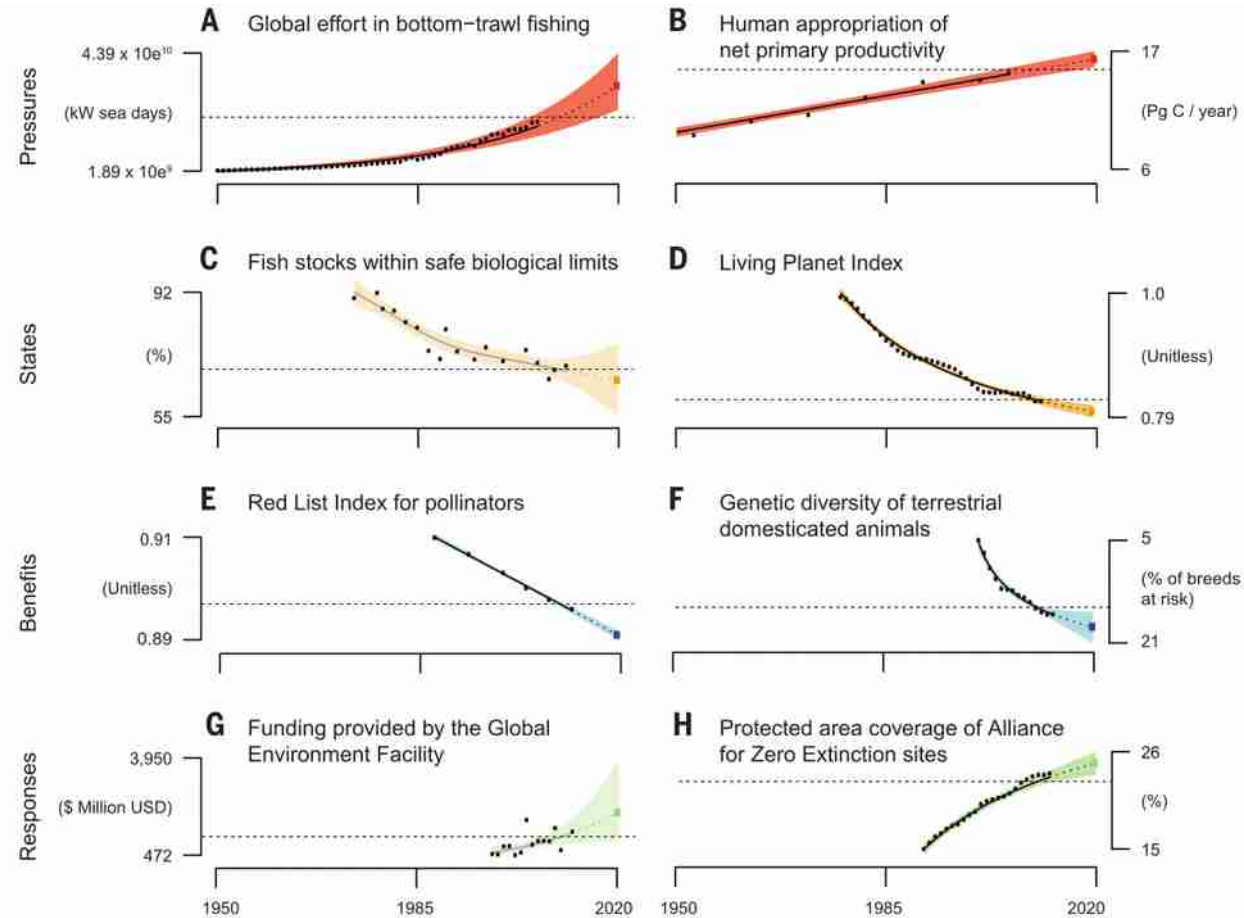 Pressures
A Global effort in bottom−trawl fishing
4.39 x 10e¹⁰
(kW sea days)
1.89 x 10e⁹
B Human appropriation of
net primary productivity
17
(Pg C / year)
6
States
C Fish stocks within safe biological limits
92
(%)
55
D Living Planet Index
1.0
(Unitless)
0.79
Benefits
E Red List Index for pollinators
0.91
(Unitless)
0.89
F Genetic diversity of terrestrial
domesticated animals
5
(% of breeds
at risk)
21
Responses
G Funding provided by the Global
Environment Facility
3,950
($ Million USD)
472
1950 1985 2020
H Protected area coverage of Alliance
for Zero Extinction sites
26
(%)
15
1950 1985 2020